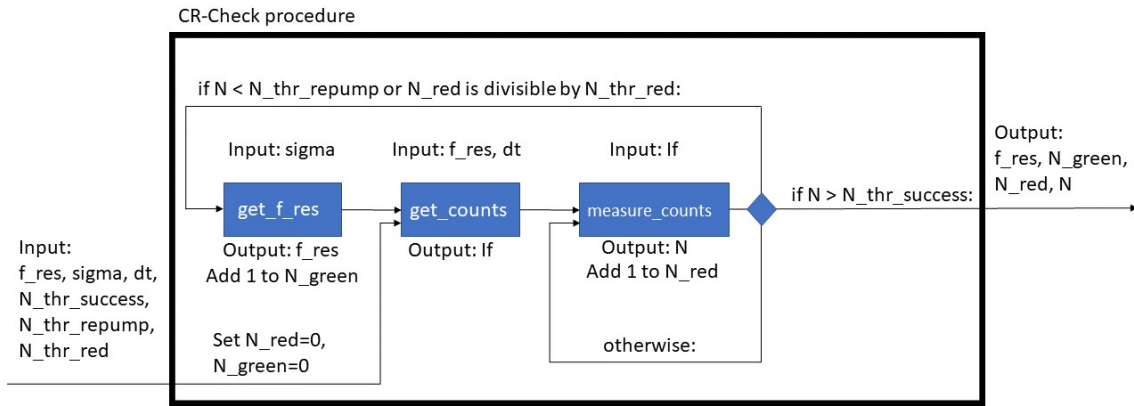 CR-Check procedure
if N < N_thr_repump or N_red is divisible by N_thr_red:
Input: sigma
Input: f_res, dt
Input: If
get_f_res
get_counts
measure_counts
Output: f_res
Add 1 to N_green
Output: If
Output: N
Add 1 to N_red
if N > N_thr_success:
Output:
f_res, N_green,
N_red, N
Input:
f_res, sigma, dt,
N_thr_success,
N_thr_repump,
N_thr_red
Set N_red=0,
N_green=0
otherwise: